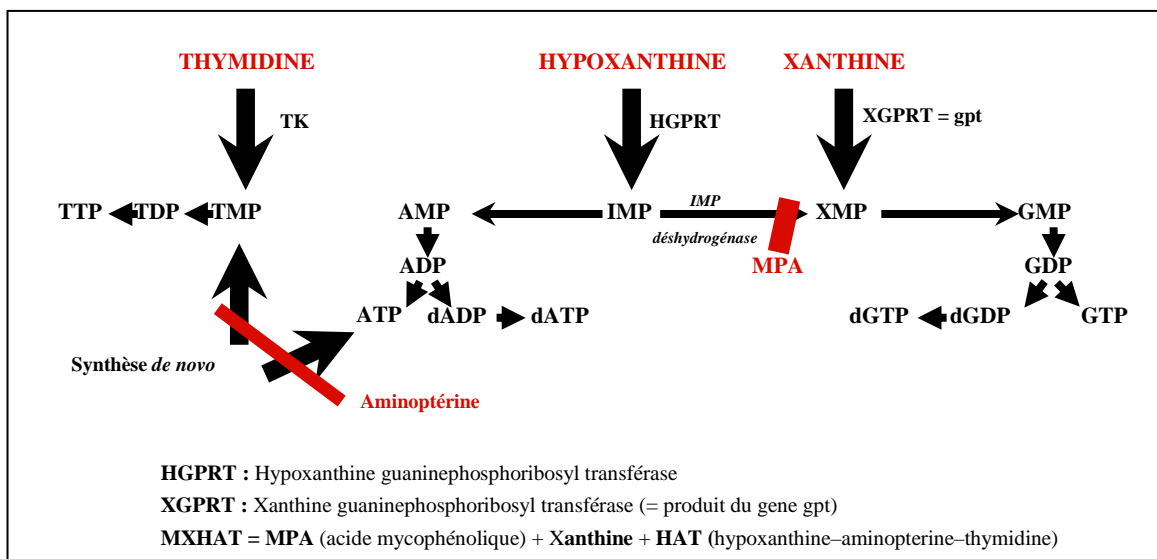 THYMIDINE HYPOXANTHINE XANTHINE
TK HGPRT XGPRT = gpt
TTP TDP TMP AMP IMP IMP XMP GMP
déshydrogénase
MPA
ADP GDP
ATP dADP dATP dGTP dGDP GTP
Synthèse de novo
Aminoptérine
HGPRT : Hypoxanthine guaninephosphoribosyl transférase
XGPRT : Xanthine guaninephosphoribosyl transférase (= produit du gene gpt)
MXHAT = MPA (acide mycophénolique) + Xanthine + HAT (hypoxanthine–aminopterine–thymidine)